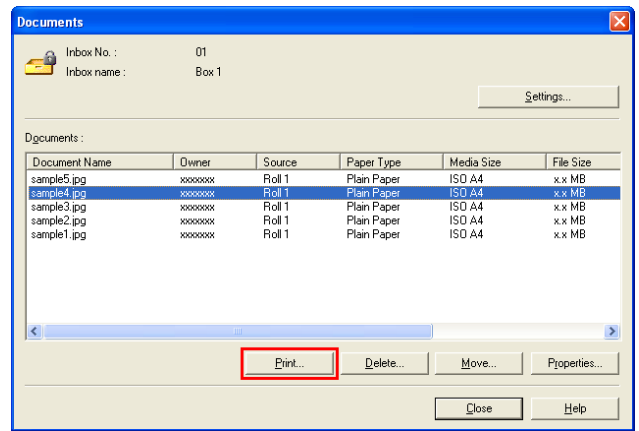 Documents
Inbox No. : 01
Inbox name : Box 1
Settings...
Documents :
Document Name Owner Source Paper Type Media Size File Size
sample5.jpg xxxxxxx Roll 1 Plain Paper ISO A4 x.x MB
sample4.jpg xxxxxxx Roll 1 Plain Paper ISO A4 x.x MB
sample3.jpg xxxxxxx Roll 1 Plain Paper ISO A4 x.x MB
sample2.jpg xxxxxxx Roll 1 Plain Paper ISO A4 x.x MB
sample1.jpg xxxxxxx Roll 1 Plain Paper ISO A4 x.x MB
Print... Delete... Move... Properties...
Close Help